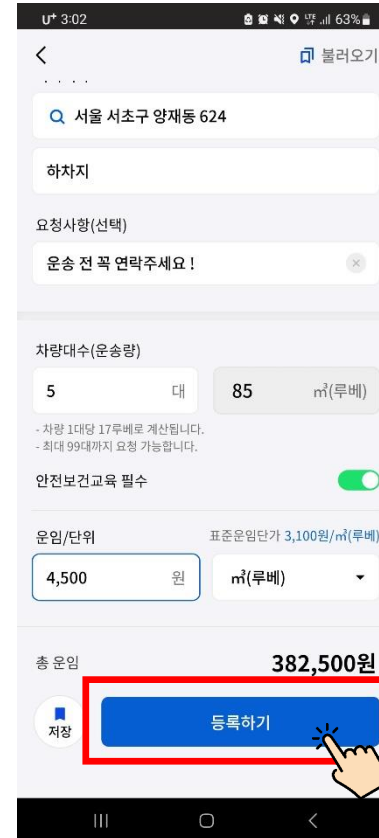 U+ 3:02 63%
불러오기
서울 서초구 양재동 624
하차지
요청사항(선택)
운송 전 꼭 연락주세요 !
차량대수(운송량)
5 대 85 ㎥(루베)
- 차량 1대당 17루베로 계산됩니다.
- 최대 99대까지 요청 가능합니다.
안전보건교육 필수
운임/단위 표준운임단가 3,100원/㎥(루베)
4,500 원 ㎥(루베)
총 운임 382,500원
저장 등록하기